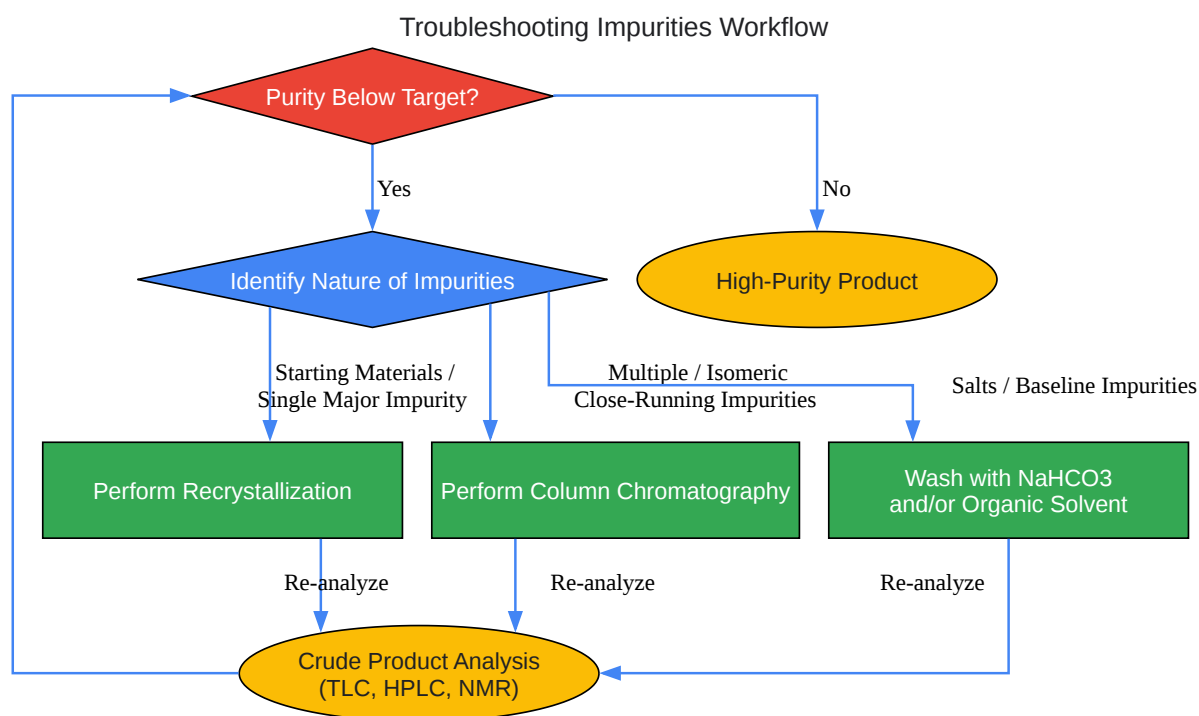 Troubleshooting Impurities Workflow
Purity Below Target?
Yes
No
Identify Nature of Impurities
High-Purity Product
Starting Materials /
Single Major Impurity
Multiple / Isomeric
Close-Running Impurities
Salts / Baseline Impurities
Perform Recrystallization
Perform Column Chromatography
Wash with NaHCO3
and/or Organic Solvent
Re-analyze
Re-analyze
Re-analyze
Crude Product Analysis
(TLC, HPLC, NMR)